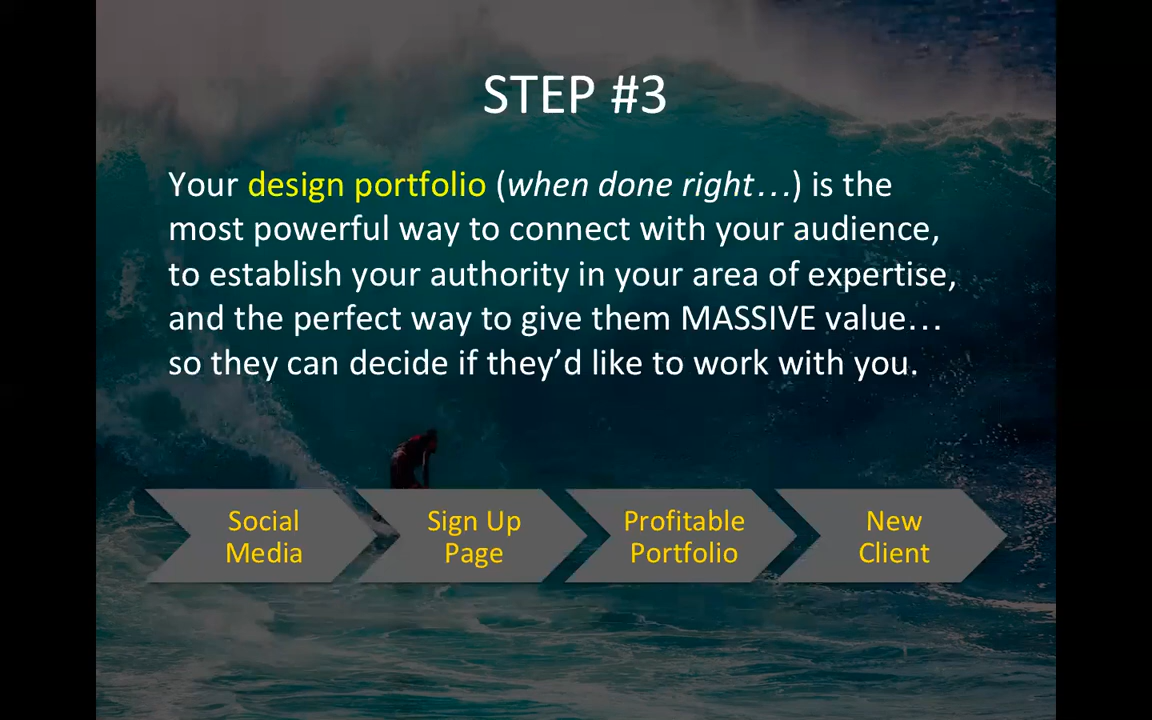 STEP #3
Your design portfolio (when done right…) is the
most powerful way to connect with your audience,
to establish your authority in your area of expertise,
and the perfect way to give them MASSIVE value…
so they can decide if they’d like to work with you.
Social
Media
Sign Up
Page
Profitable
Portfolio
New
Client